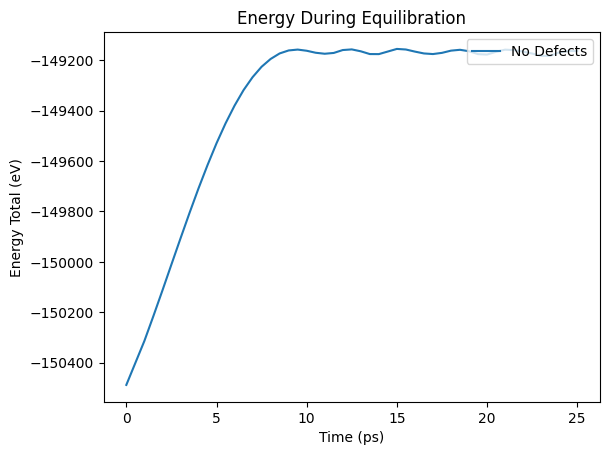 Energy During Equilibration
No Defects
Energy Total (eV)
−149200
−149400
−149600
−149800
−150000
−150200
−150400
0 5 10 15 20 25
Time (ps)